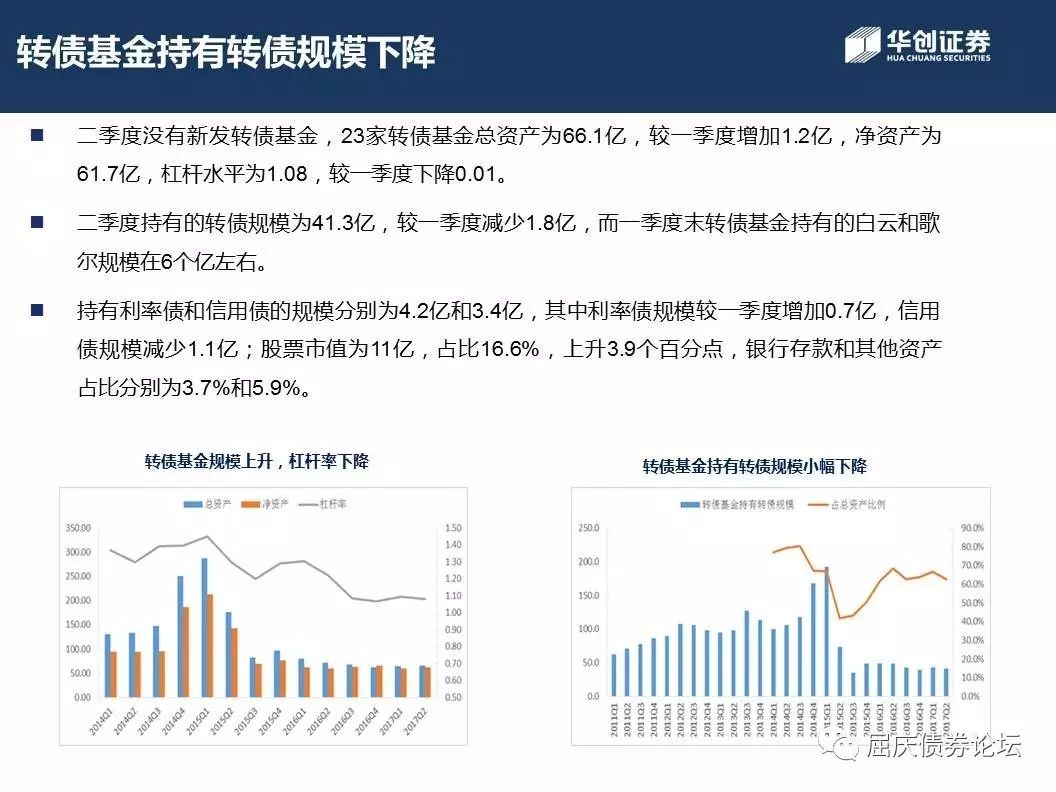 转债基金持有转债规模下降
华创证券
HUA CHUANG SECURITIES
二季度没有新发转债基金，23家转债基金总资产为66.1亿，较一季度增加1.2亿，净资产为
61.7亿，杠杆水平为1.08，较一季度下降0.01。
二季度持有的转债规模为41.3亿，较一季度减少1.8亿，而一季度末转债基金持有的白云和歌
尔规模在6个亿左右。
持有利率债和信用债的规模分别为4.2亿和3.4亿，其中利率债规模较一季度增加0.7亿，信用
债规模减少1.1亿；股票市值为11亿，占比16.6%，上升3.9个百分点，银行存款和其他资产
占比分别为3.7%和5.9%。
转债基金规模上升，杠杆率下降
总资产 净资产 杠杆率
350.00
300.00
250.00
200.00
150.00
100.00
50.00
0.00
1.50
1.40
1.30
1.20
1.10
1.00
0.90
0.80
0.70
0.60
0.50
2014Q1 2014Q2 2014Q3 2014Q4 2015Q1 2015Q2 2015Q3 2015Q4 2016Q1 2016Q2 2016Q3 2016Q4 2017Q1 2017Q2
转债基金持有转债规模小幅下降
转债基金持有转债规模 占总资产比例
250.0
200.0
150.0
100.0
50.0
0.0
90.0%
80.0%
70.0%
60.0%
50.0%
40.0%
30.0%
20.0%
10.0%
0.0%
2011Q1 2011Q2 2011Q3 2011Q4 2012Q1 2012Q2 2012Q3 2012Q4 2013Q1 2013Q2 2013Q3 2013Q4 2014Q1 2014Q2 2014Q3 2014Q4 2015Q1 2015Q2 2015Q3 2015Q4 2016Q1 2016Q2 2016Q3 2016Q4 2017Q1 2017Q2
屈庆债券论坛